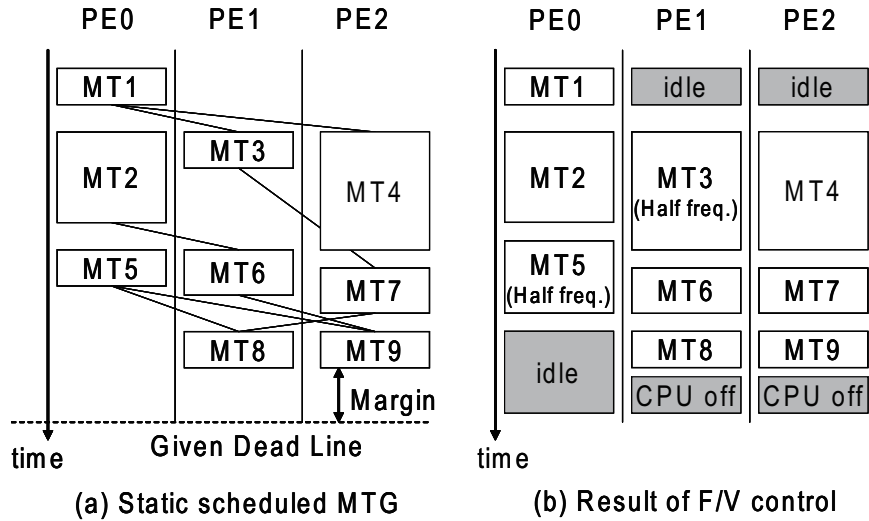 PE0 PE1 PE2
MT1
MT2
MT3
MT4
MT5
MT6
MT7
MT8
MT9
Margin
Given Dead Line
time
(a) Static scheduled MTG
PE0 PE1 PE2
MT1
idle
idle
MT2
MT3
(Half freq.)
MT4
MT5
(Half freq.)
MT6
MT7
idle
MT8
MT9
CPU off
CPU off
time
(b) Result of F/V control